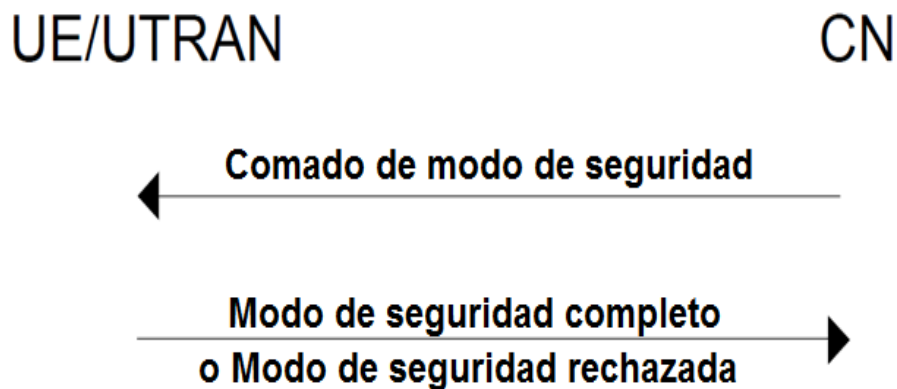 UE/UTRAN CN
Comado de modo de seguridad
Modo de seguridad completo
o Modo de seguridad rechazada